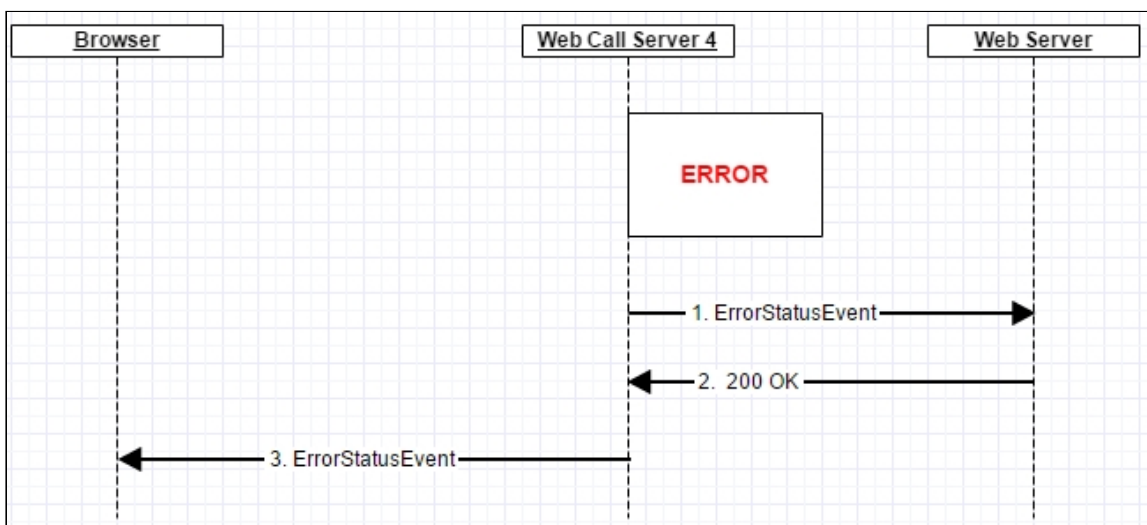 Browser
Web Call Server 4
Web Server
ERROR
1. ErrorStatusEvent
2. 200 OK
3. ErrorStatusEvent